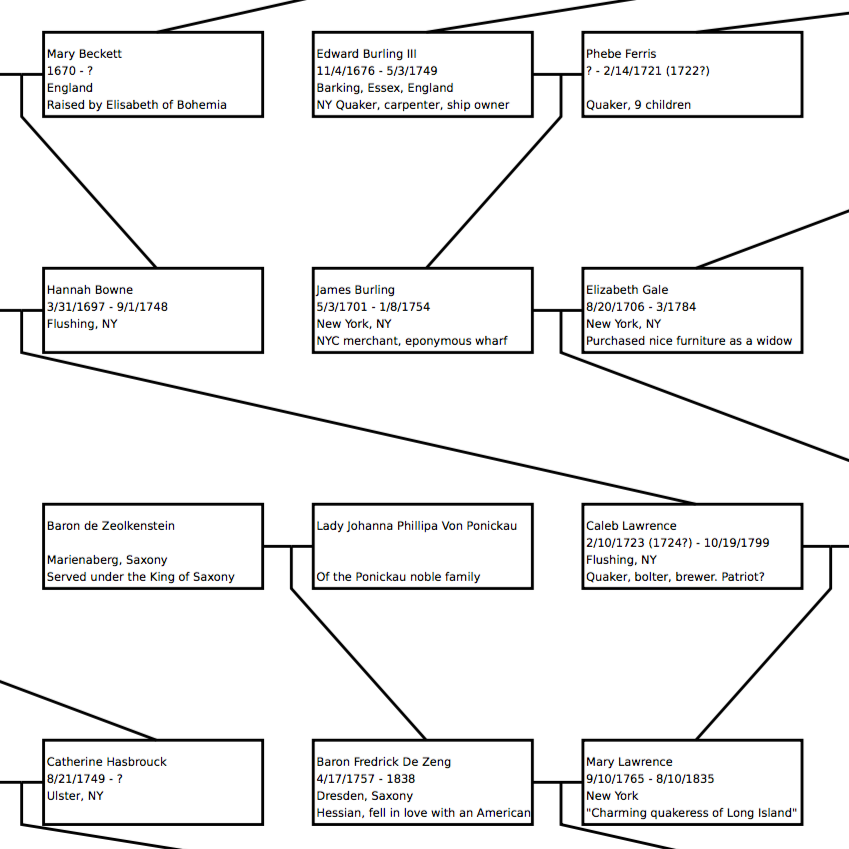 Mary Beckett
1670 - ?
England
Raised by Elisabeth of Bohemia
Edward Burling III
11/4/1676 - 5/3/1749
Barking, Essex, England
NY Quaker, carpenter, ship owner
Phebe Ferris
? - 2/14/1721 (1722?)
Quaker, 9 children
Hannah Bowne
3/31/1697 - 9/1/1748
Flushing, NY
James Burling
5/3/1701 - 1/8/1754
New York, NY
NYC merchant, eponymous wharf
Elizabeth Gale
8/20/1706 - 3/1784
New York, NY
Purchased nice furniture as a widow
Baron de Zeolkenstein
Marienaberg, Saxony
Served under the King of Saxony
Lady Johanna Phillipa Von Ponickau
Of the Ponickau noble family
Caleb Lawrence
2/10/1723 (1724?) - 10/19/1799
Flushing, NY
Quaker, bolter, brewer. Patriot?
Catherine Hasbrouck
8/21/1749 - ?
Ulster, NY
Baron Fredrick De Zeng
4/17/1757 - 1838
Dresden, Saxony
Hessian, fell in love with an American
Mary Lawrence
9/10/1765 - 8/10/1835
New York
"Charming quakeress of Long Island"